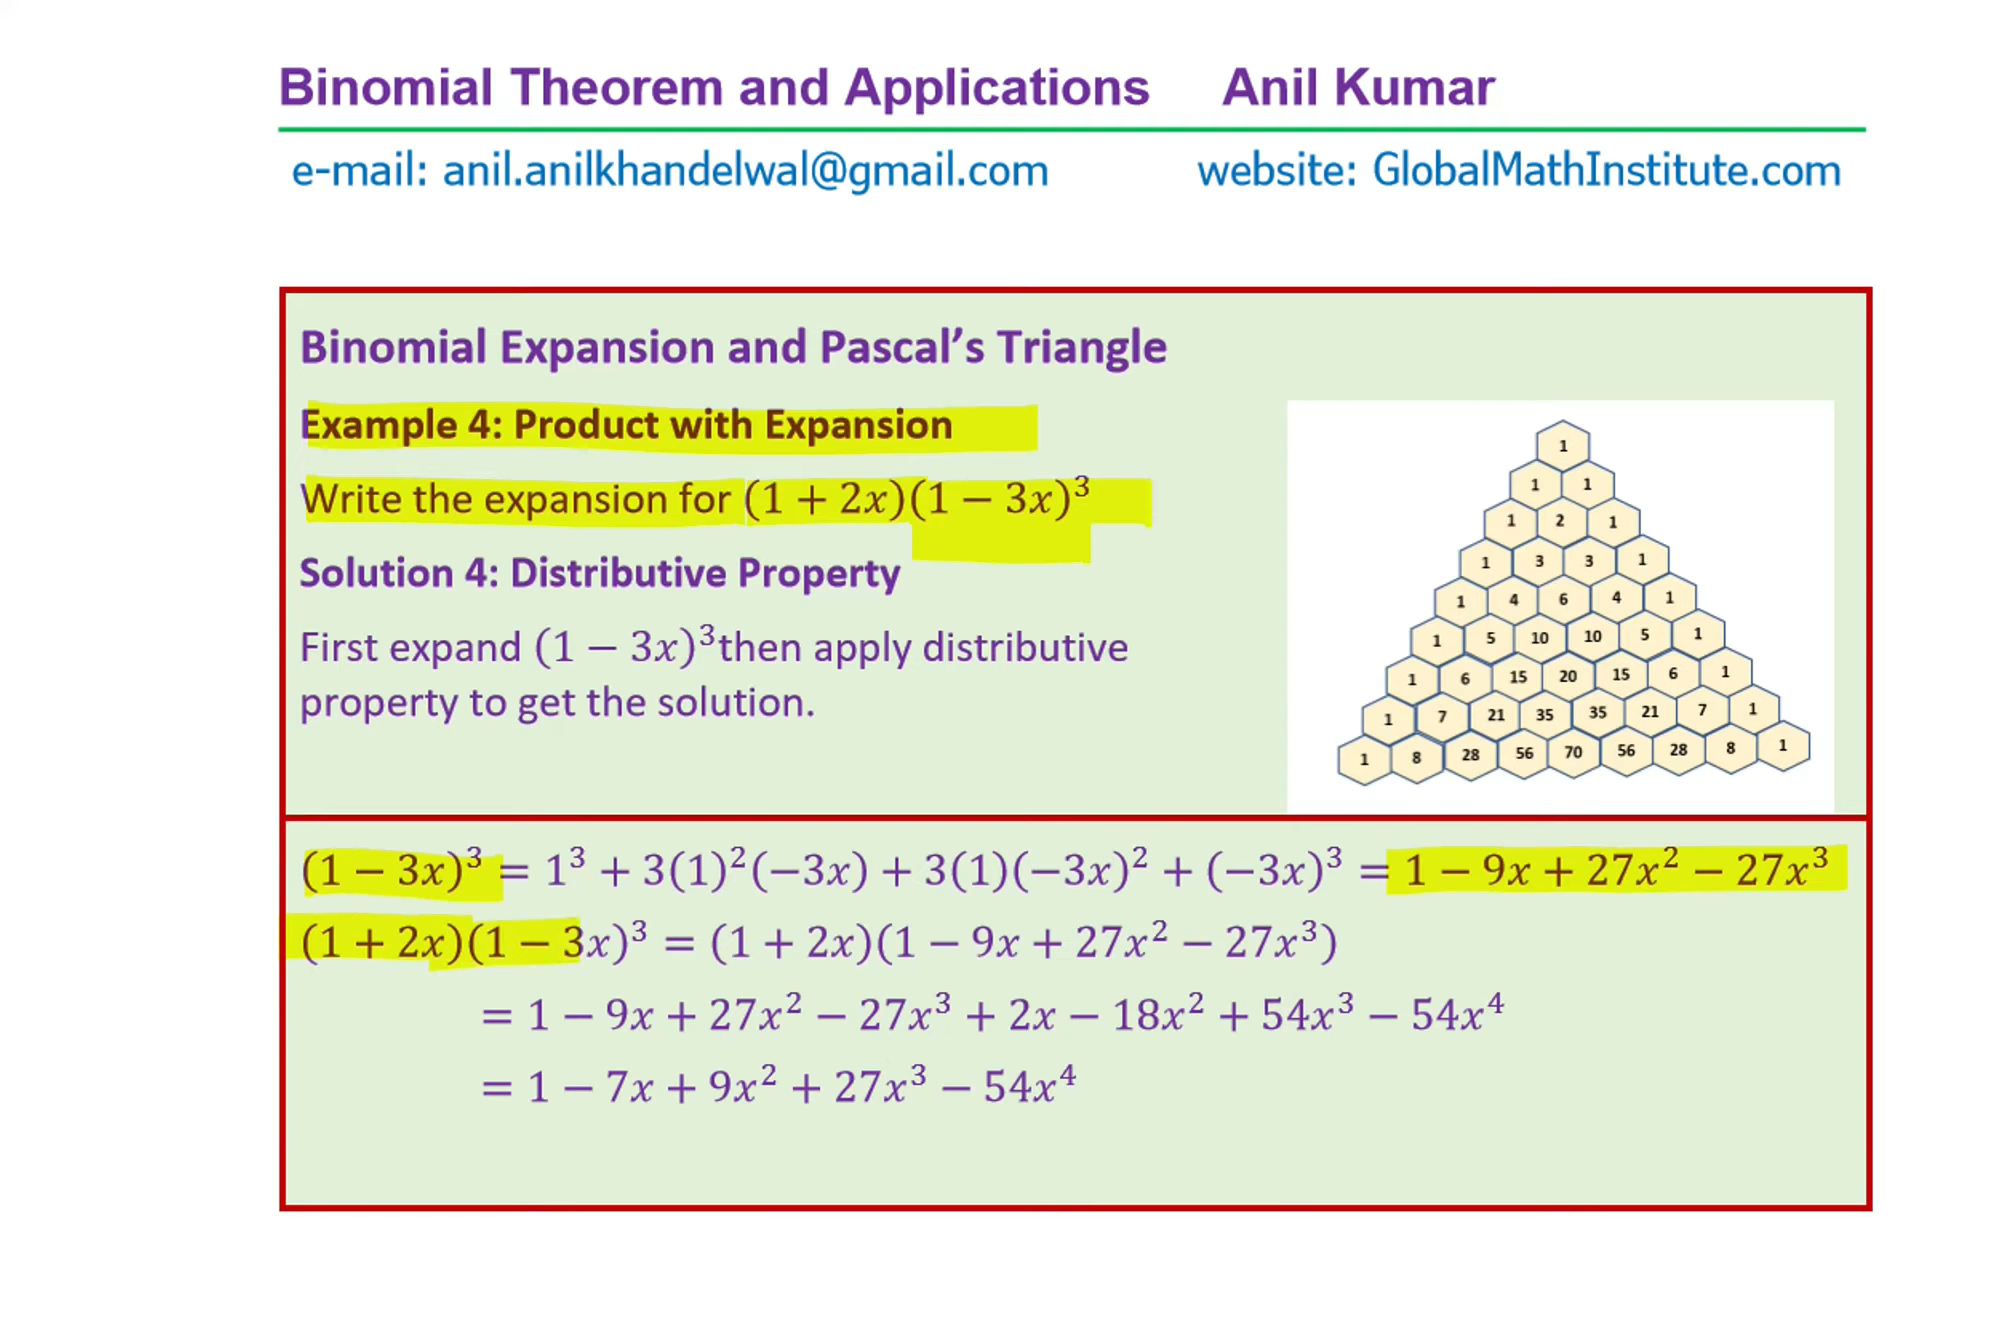 Binomial Theorem and Applications Anil Kumar
e-mail: anil.anilkhandelwal@gmail.com website: GlobalMathInstitute.com
Binomial Expansion and Pascal’s Triangle
Example 4: Product with Expansion
Write the expansion for (1 + 2x)(1 − 3x)³
Solution 4: Distributive Property
First expand (1 − 3x)³then apply distributive
property to get the solution.
1
1 1
1 2 1
1 3 3 1
1 4 6 4 1
1 5 10 10 5 1
1 6 15 20 15 6 1
1 7 21 35 35 21 7 1
1 8 28 56 70 56 28 8 1
(1 − 3x)³ = 1³ + 3(1)²(−3x) + 3(1)(−3x)² + (−3x)³ = 1 − 9x + 27x² − 27x³
(1 + 2x)(1 − 3x)³ = (1 + 2x)(1 − 9x + 27x² − 27x³)
= 1 − 9x + 27x² − 27x³ + 2x − 18x² + 54x³ − 54x⁴
= 1 − 7x + 9x² + 27x³ − 54x⁴